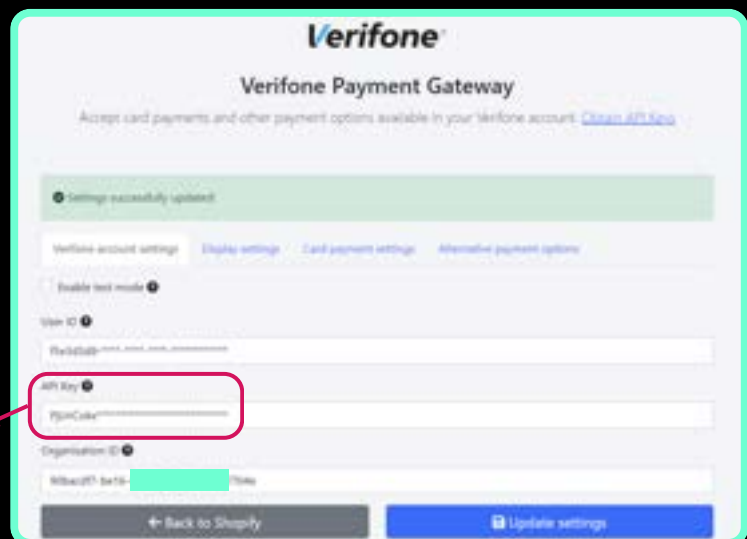 Verifone
Verifone Payment Gateway
Accept card payments and other payment options available in your Verifone account. Obtain API Keys
Settings successfully updated
Verifone account settings Display settings Card payment settings Alternative payment options
Enable test mode
User ID
API Key
Organisation ID
← Back to Shopify Update settings